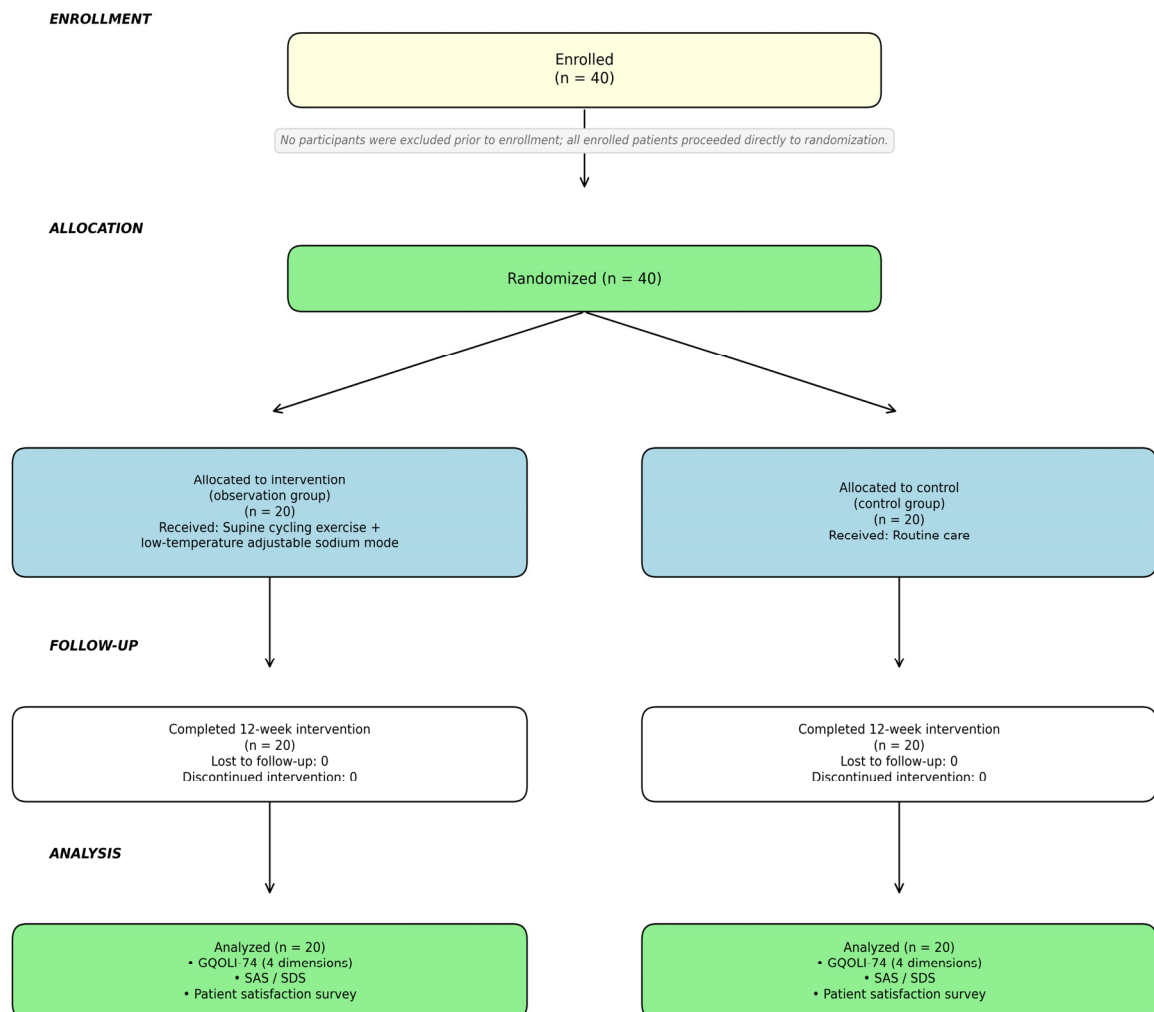 ENROLLMENT
Enrolled
(n = 40)
No participants were excluded prior to enrollment; all enrolled patients proceeded directly to randomization.
ALLOCATION
Randomized (n = 40)
Allocated to intervention
(observation group)
(n = 20)
Received: Supine cycling exercise +
low-temperature adjustable sodium mode
Allocated to control
(control group)
(n = 20)
Received: Routine care
FOLLOW-UP
Completed 12-week intervention
(n = 20)
Lost to follow-up: 0
Discontinued intervention: 0
Completed 12-week intervention
(n = 20)
Lost to follow-up: 0
Discontinued intervention: 0
ANALYSIS
Analyzed (n = 20)
• GQOLI-74 (4 dimensions)
• SAS / SDS
• Patient satisfaction survey
Analyzed (n = 20)
• GQOLI-74 (4 dimensions)
• SAS / SDS
• Patient satisfaction survey